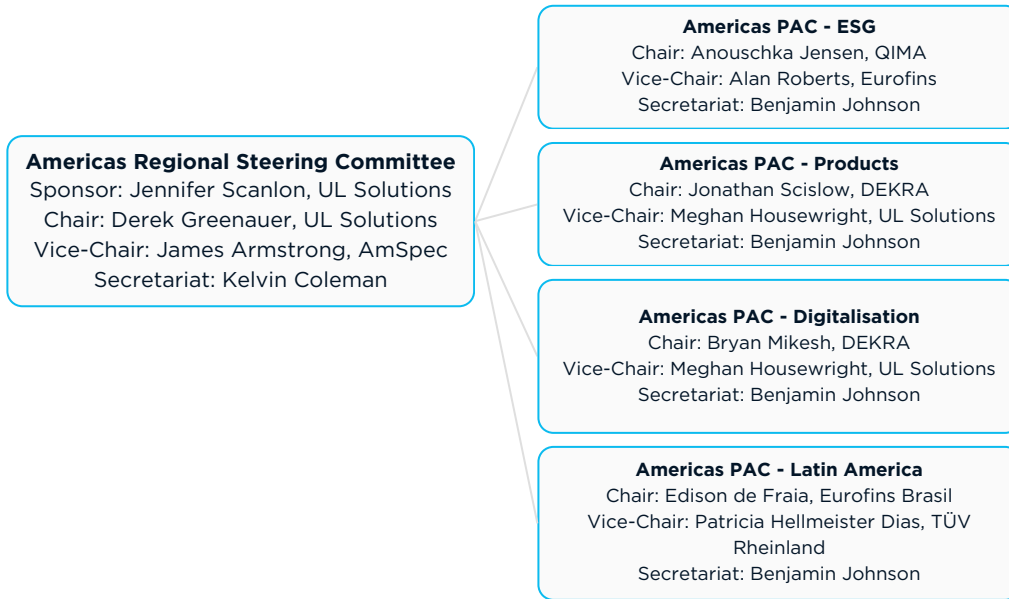 Americas Regional Steering Committee
Sponsor: Jennifer Scanlon, UL Solutions
Chair: Derek Greenauer, UL Solutions
Vice-Chair: James Armstrong, AmSpec
Secretariat: Kelvin Coleman
Americas PAC - ESG
Chair: Anouschka Jensen, QIMA
Vice-Chair: Alan Roberts, Eurofins
Secretariat: Benjamin Johnson
Americas PAC - Products
Chair: Jonathan Scislow, DEKRA
Vice-Chair: Meghan Housewright, UL Solutions
Secretariat: Benjamin Johnson
Americas PAC - Digitalisation
Chair: Bryan Mikesh, DEKRA
Vice-Chair: Meghan Housewright, UL Solutions
Secretariat: Benjamin Johnson
Americas PAC - Latin America
Chair: Edison de Fraia, Eurofins Brasil
Vice-Chair: Patricia Hellmeister Dias, TÜV
Rheinland
Secretariat: Benjamin Johnson